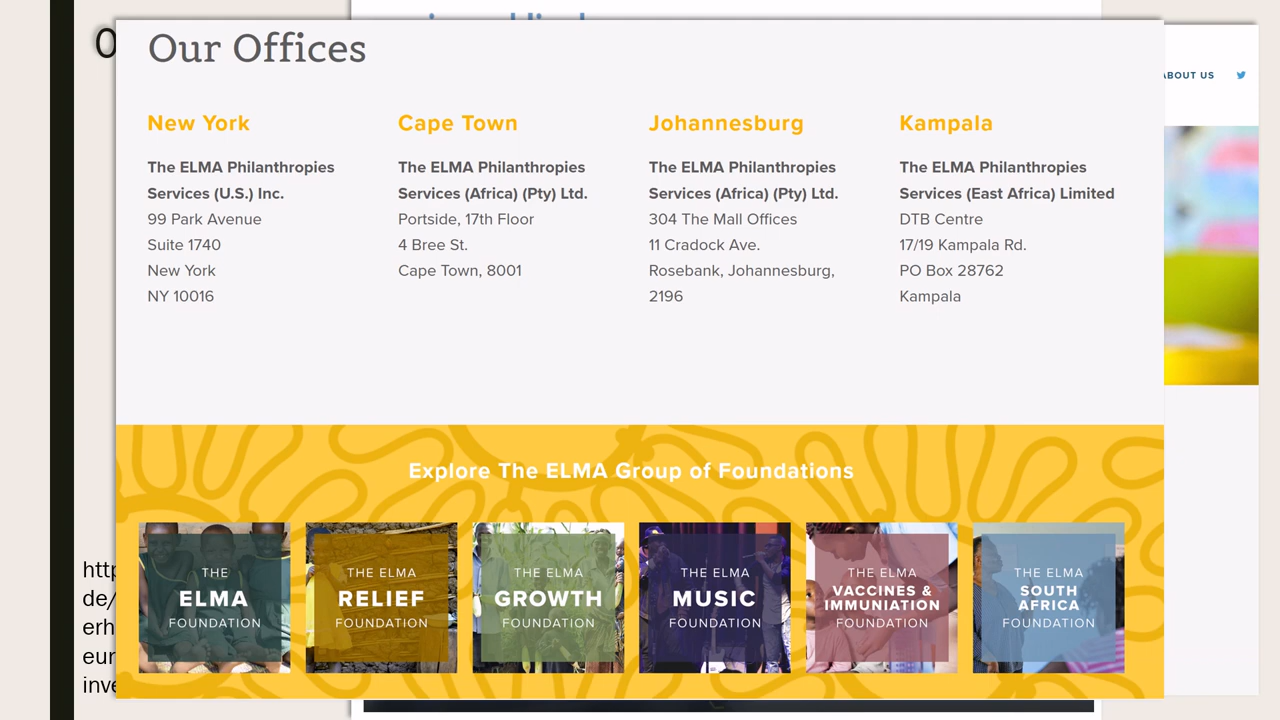 Our Offices
New York
The ELMA Philanthropies
Services (U.S.) Inc.
99 Park Avenue
Suite 1740
New York
NY 10016
Cape Town
The ELMA Philanthropies
Services (Africa) (Pty) Ltd.
Portside, 17th Floor
4 Bree St.
Cape Town, 8001
Johannesburg
The ELMA Philanthropies
Services (Africa) (Pty) Ltd.
304 The Mall Offices
11 Cradock Ave.
Rosebank, Johannesburg,
2196
Kampala
The ELMA Philanthropies
Services (East Africa) Limited
DTB Centre
17/19 Kampala Rd.
PO Box 28762
Kampala
ABOUT US
Explore The ELMA Group of Foundations
THE
ELMA
FOUNDATION
THE ELMA
RELIEF
FOUNDATION
THE ELMA
GROWTH
FOUNDATION
THE ELMA
MUSIC
FOUNDATION
THE ELMA
VACCINES &
IMMUNIATION
FOUNDATION
THE ELMA
SOUTH
AFRICA
FOUNDATION
http
de/
erh
eur
inve